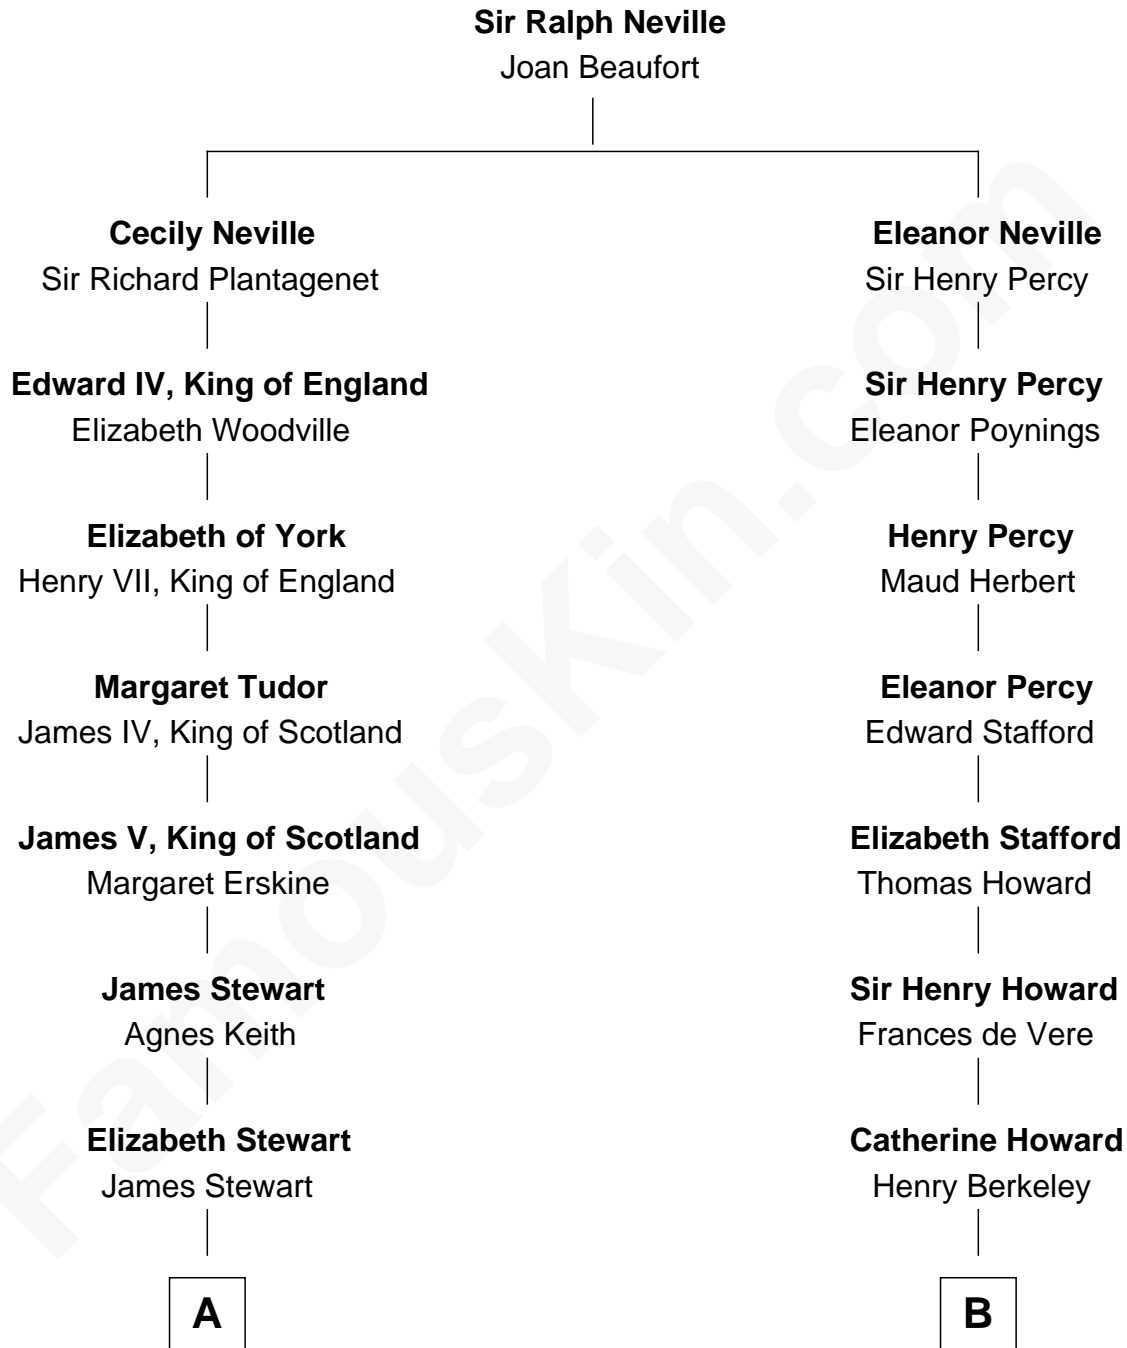 Sir Ralph Neville
Joan Beaufort
Cecily Neville
Sir Richard Plantagenet
Eleanor Neville
Sir Henry Percy
Edward IV, King of England
Elizabeth Woodville
Sir Henry Percy
Eleanor Poynings
Elizabeth of York
Henry VII, King of England
Henry Percy
Maud Herbert
Margaret Tudor
James IV, King of Scotland
Eleanor Percy
Edward Stafford
James V, King of Scotland
Margaret Erskine
Elizabeth Stafford
Thomas Howard
James Stewart
Agnes Keith
Sir Henry Howard
Frances de Vere
Elizabeth Stewart
James Stewart
Catherine Howard
Henry Berkeley
A
B
FamousKin.com